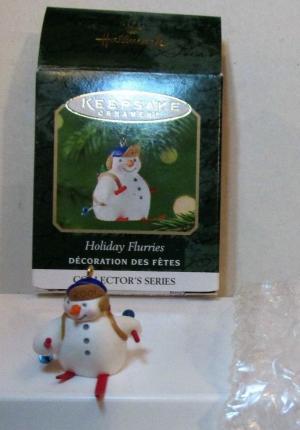 Hallmark
KEEPSAKE
ORNAMENT
Holiday Flurries
DÉCORATION DES FÊTES
COLLECTOR'S SERIES